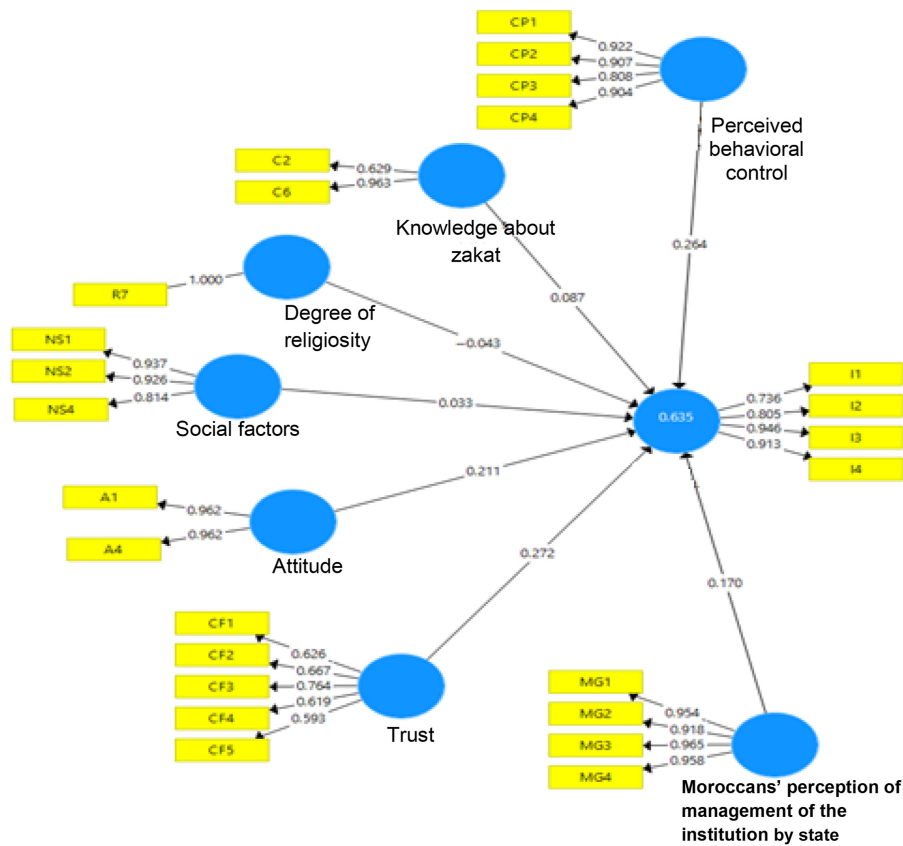 CP1
CP2
CP3
CP4
0.922
0.907
0.808
0.904
Perceived
behavioral
control
0.264
C2
C6
0.629
0.963
Knowledge about
zakat
0.087
R7
1.000
Degree of
religiosity
−0.043
NS1
NS2
NS4
0.937
0.926
0.814
Social factors
0.033
0.635
0.736
0.805
0.946
0.913
I1
I2
I3
I4
A1
A4
0.962
0.962
Attitude
0.211
CF1
CF2
CF3
CF4
CF5
0.626
0.667
0.764
0.619
0.593
Trust
0.272
0.170
MG1
MG2
MG3
MG4
0.954
0.918
0.965
0.958
Moroccans’ perception of
management of the
institution by state